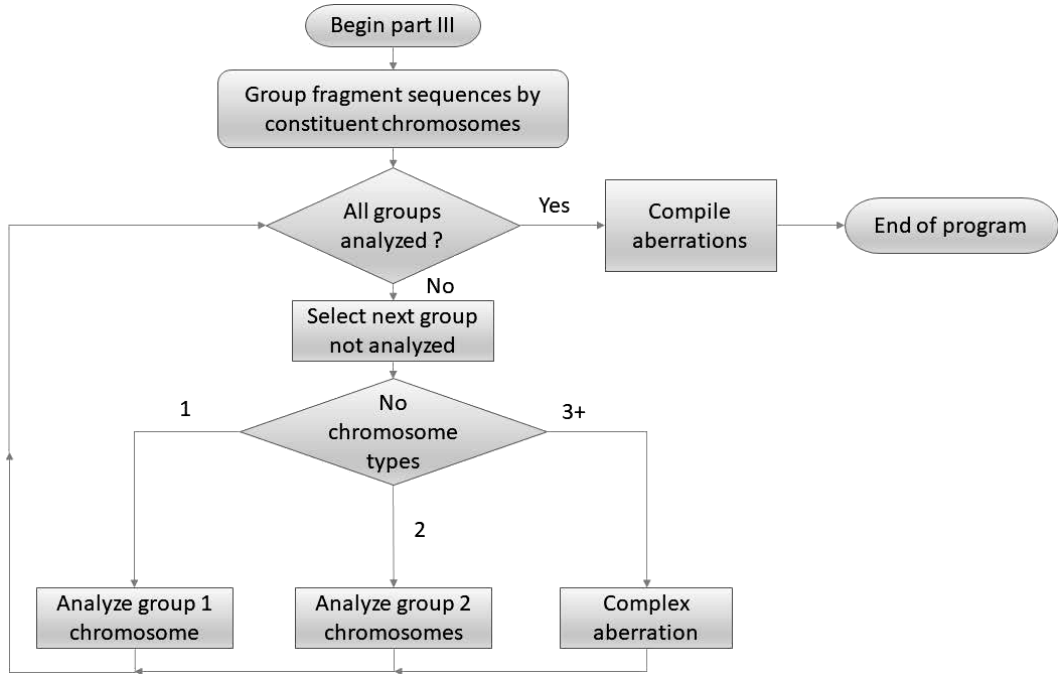 Begin part III
Group fragment sequences by
constituent chromosomes
All groups
analyzed ?
Yes
Compile
aberrations
End of program
No
Select next group
not analyzed
No
chromosome
types
1
3+
2
Analyze group 1
chromosome
Analyze group 2
chromosomes
Complex
aberration